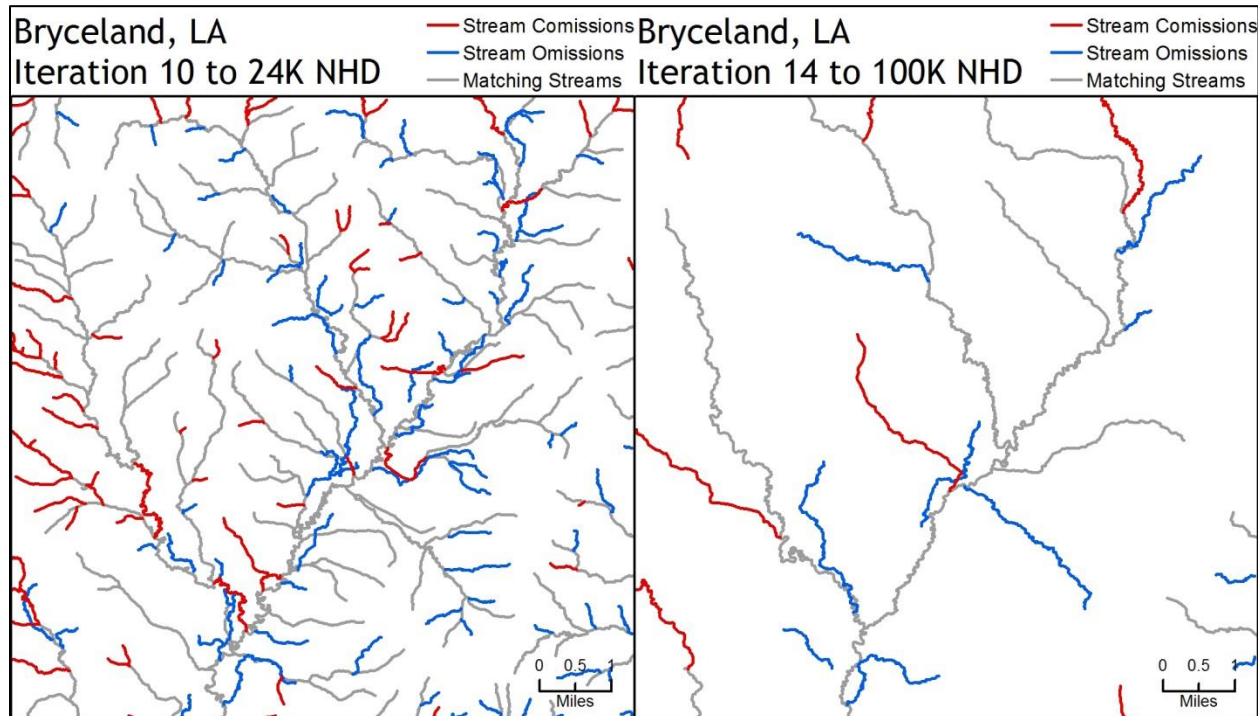 Bryceland, LA
Iteration 10 to 24K NHD
Stream Comissions
Stream Omissions
Matching Streams
0 0.5 1
Miles
Bryceland, LA
Iteration 14 to 100K NHD
Stream Comissions
Stream Omissions
Matching Streams
0 0.5 1
Miles